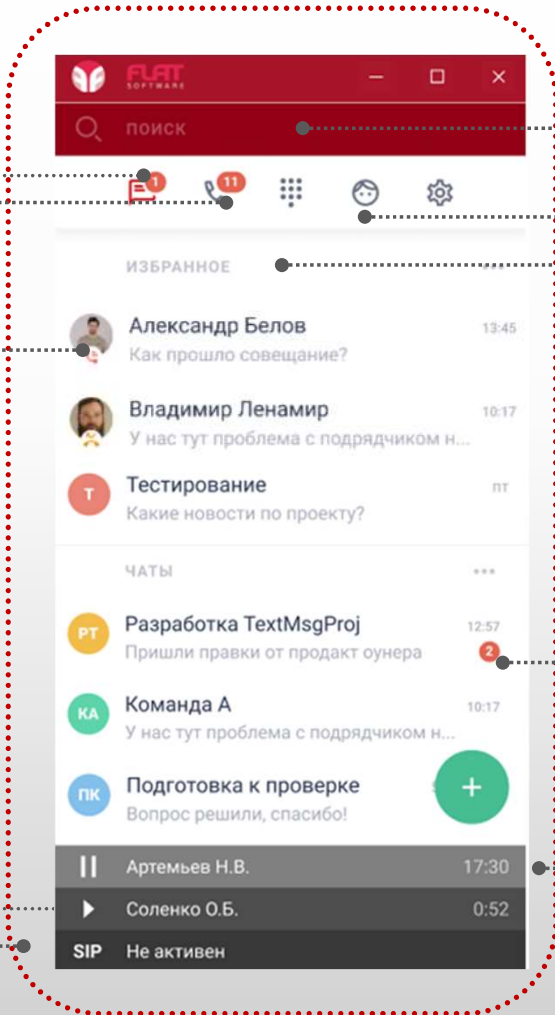 FLAT
SOFTWARE
ПОИСК
1
11
ИЗБРАННОЕ
Александр Белов
13:45
Как прошло совещание?
Владимир Ленамир
10:17
У нас тут проблема с подрядчиком н...
Т
Тестирование
ПТ
Какие новости по проекту?
ЧАТЫ
РТ
Разработка TextMsgProj
12:57
Пришли правки от продакт оунера
2
КА
Команда А
10:17
У нас тут проблема с подрядчиком н...
ПК
Подготовка к проверке
Вопрос решили, спасибо!
Артемьев Н.В.
17:30
Соленко О.Б.
0:52
SIP Не активен